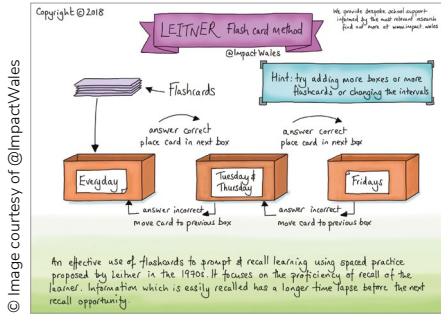 Copyright © 2018
LEITNER Flash card method
@ImpactWales
We provide bespoke school support
informed by the most relevant research
find out more at www.impact.wales
Hint: try adding more boxes or more
flashcards or changing the intervals
Flashcards
answer correct
place card in next box
answer correct
place card in next box
Everyday
Tuesday &
Thursday
Fridays
answer incorrect
move card to previous box
answer incorrect
move card to previous box
An effective use of flashcards to prompt & recall learning using spaced practice
proposed by Leitner in the 1970s. It focuses on the proficiency of recall of the
learner. Information which is easily recalled has a longer time lapse before the next
recall opportunity.
© Image courtesy of @ImpactWales